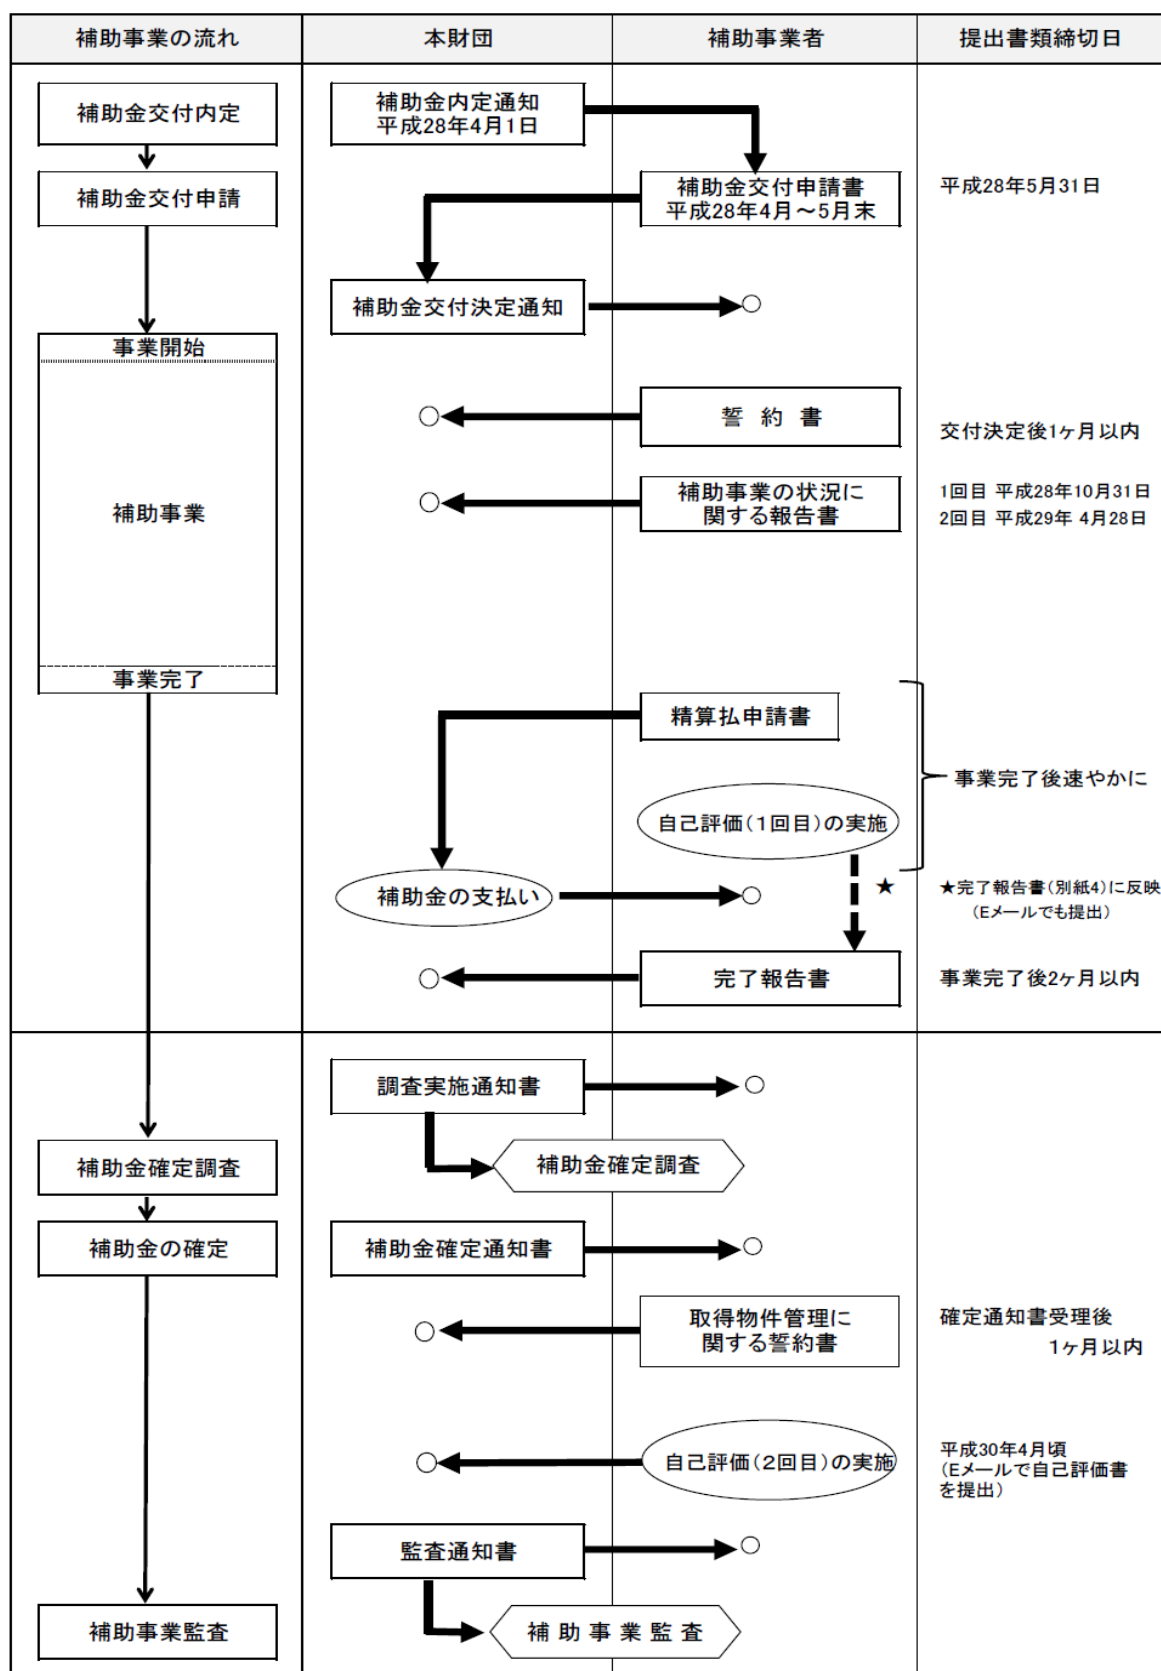 補助事業の流れ
本財団
補助事業者
提出書類締切日
補助金交付内定
補助金内定通知
平成28年4月1日
補助金交付申請
補助金交付申請書
平成28年4月～5月末
平成28年5月31日
補助金交付決定通知
事業開始
誓 約 書
交付決定後1ヶ月以内
補助事業
補助事業の状況に
関する報告書
1回目 平成28年10月31日
2回目 平成29年 4月28日
事業完了
精算払申請書
事業完了後速やかに
自己評価（1回目）の実施
補助金の支払い
★
★完了報告書（別紙4）に反映
（Eメールでも提出）
完了報告書
事業完了後2ヶ月以内
調査実施通知書
補助金確定調査
補助金確定調査
補助金の確定
補助金確定通知書
取得物件管理に
関する誓約書
確定通知書受理後
1ヶ月以内
自己評価（2回目）の実施
平成30年4月頃
（Eメールで自己評価書
を提出）
監査通知書
補助事業監査
補 助 事 業 監 査